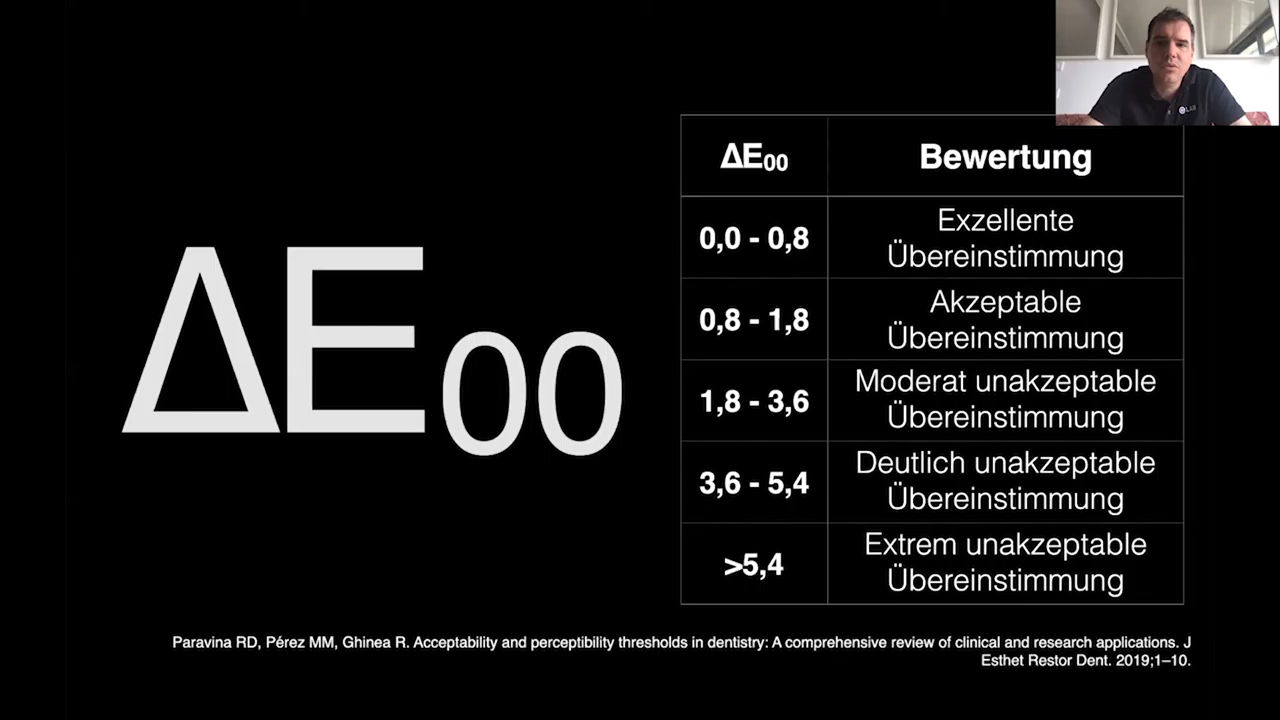 ΔE00
ΔE00 Bewertung
0,0 - 0,8 Exzellente
Übereinstimmung
0,8 - 1,8 Akzeptable
Übereinstimmung
1,8 - 3,6 Moderat unakzeptable
Übereinstimmung
3,6 - 5,4 Deutlich unakzeptable
Übereinstimmung
>5,4 Extrem unakzeptable
Übereinstimmung
Paravina RD, Pérez MM, Ghinea R. Acceptability and perceptibility thresholds in dentistry: A comprehensive review of clinical and research applications. J
Esthet Restor Dent. 2019;1–10.